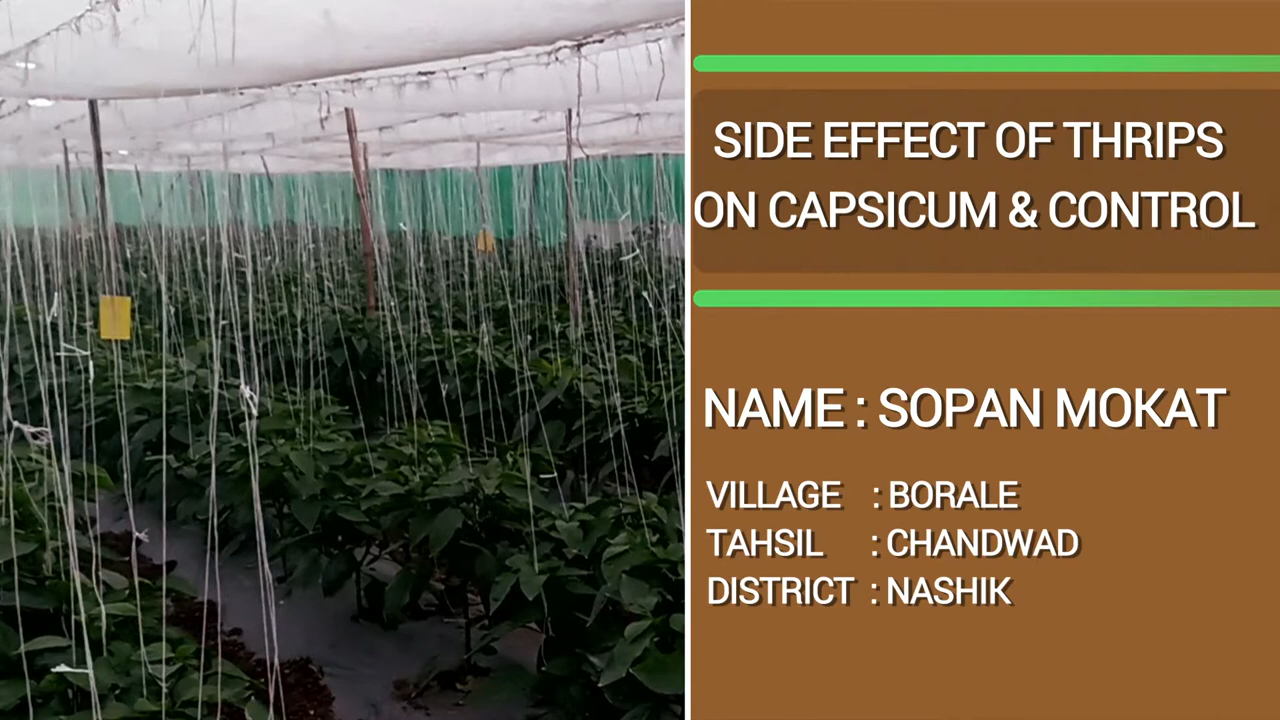 SIDE EFFECT OF THRIPS
ON CAPSICUM & CONTROL
NAME : SOPAN MOKAT
VILLAGE : BORALE
TAHSIL : CHANDWAD
DISTRICT : NASHIK